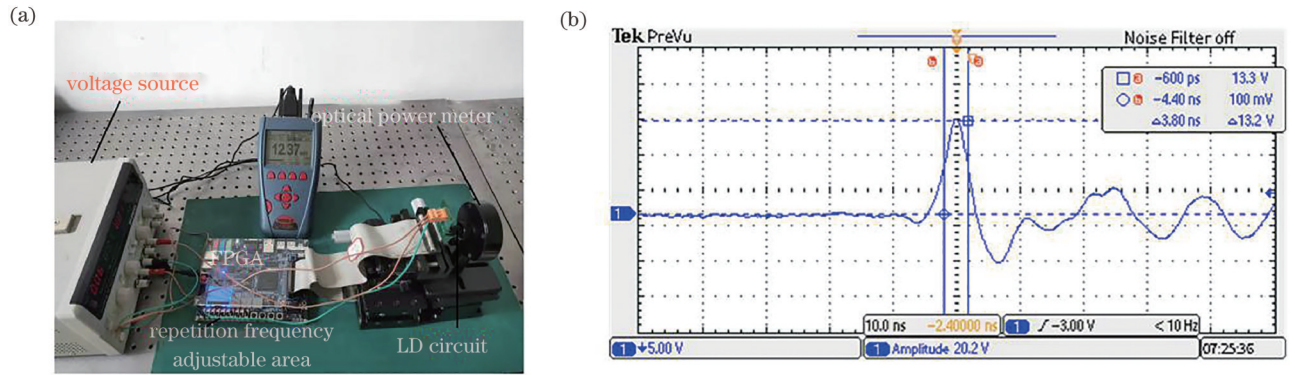 (a)
voltage source
optical power meter
12.37
FPGA
repetition frequency
adjustable area
LD circuit
(b)
Tek PreVu
Noise Filter off
b
a
a -600 ps 13.3 V
b -4.40 ns 100 mV
△3.80 ns △13.2 V
1
10.0 ns -2.40000 ns
1 -3.00 V <10 Hz
1 5.00 V
1 Amplitude 20.2 V
07:25:36